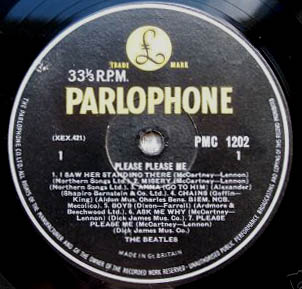 £
TRADE MARK
33⅓ R.P.M.
PARLOPHONE
(XEX.421)
PMC 1202
1
1
PLEASE PLEASE ME
1. I SAW HER STANDING THERE (McCartney—Lennon)
(Northern Songs Ltd.) 2. MISERY (McCartney—Lennon)
(Northern Songs Ltd.) 3. ANNA (GO TO HIM) (Alexander)
(Shapiro Bernstein & Co. Ltd.) 4. CHAINS (Goffin—
King) (Aldon Mus. Charles Bens. BIEM. NCB.
Mecolico) 5. BOYS (Dixon—Farrell) (Ardmore &
Beechwood Ltd.) 6. ASK ME WHY (McCartney—
Lennon) (Dick James Mus. Co.) 7. PLEASE
PLEASE ME (McCartney—Lennon)
(Dick James Mus. Co.)
THE BEATLES
MADE IN GT. BRITAIN
THE PARLOPHONE CO. LTD. ALL RIGHTS OF THE MANUFACTURER AND OF THE OWNER OF THE RECORDED WORK RESERVED. UNAUTHORISED PUBLIC PERFORMANCE, BROADCASTING AND COPYING OF THIS RECORD PROHIBITED